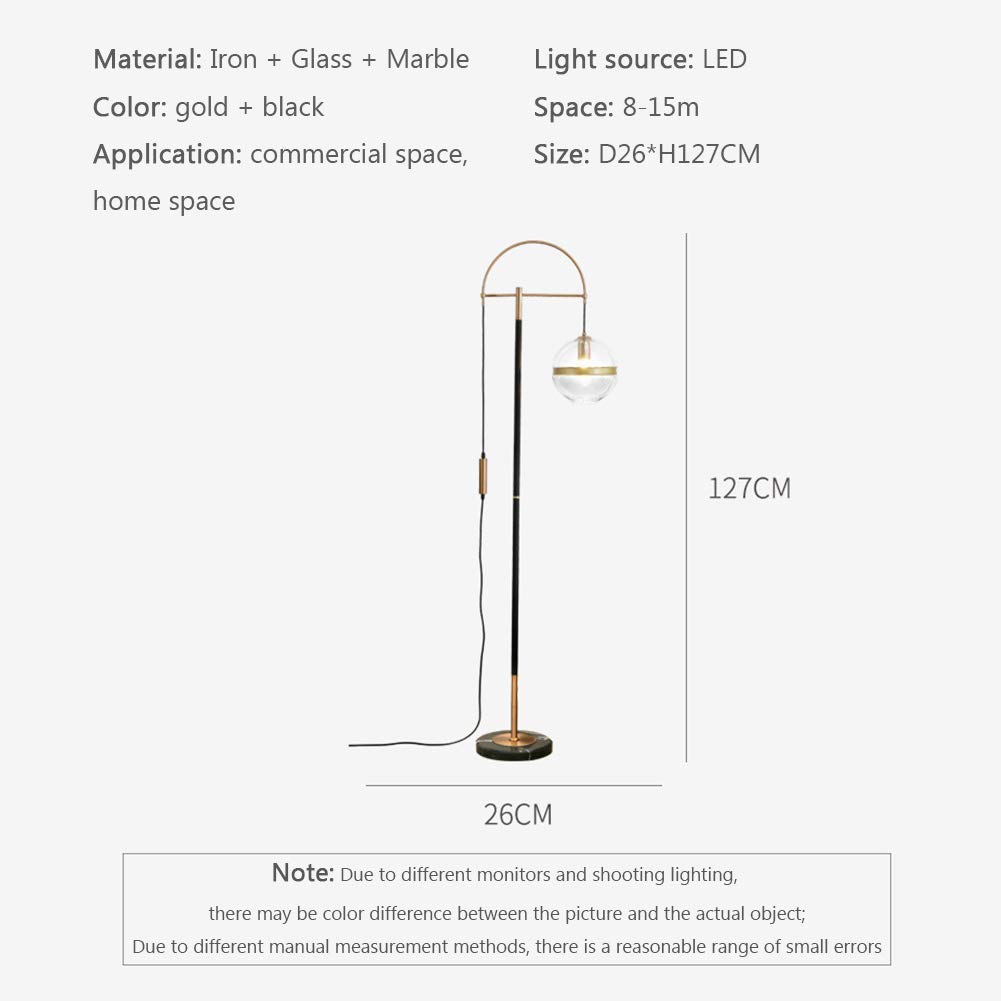 Material: Iron + Glass + Marble
Color: gold + black
Application: commercial space,
home space
Light source: LED
Space: 8-15m
Size: D26*H127CM
127CM
26CM
Note: Due to different monitors and shooting lighting,
there may be color difference between the picture and the actual object;
Due to different manual measurement methods, there is a reasonable range of small errors